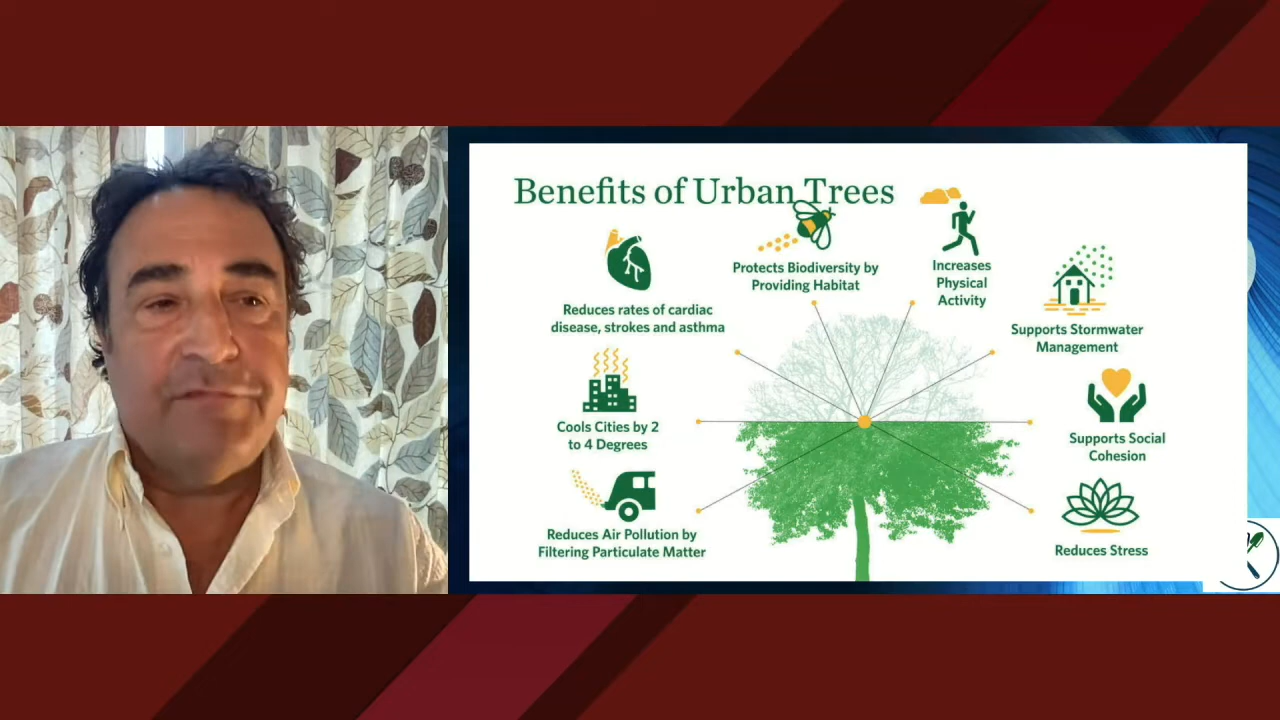 Benefits of Urban Trees
Reduces rates of cardiac
disease, strokes and asthma
Protects Biodiversity by
Providing Habitat
Increases
Physical
Activity
Supports Stormwater
Management
Cools Cities by 2
to 4 Degrees
Supports Social
Cohesion
Reduces Air Pollution by
Filtering Particulate Matter
Reduces Stress